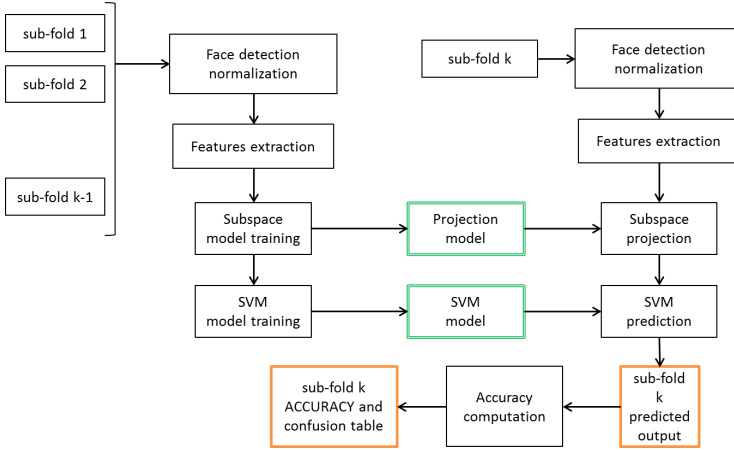 sub-fold 1
sub-fold 2
sub-fold k-1
Face detection
normalization
Features extraction
Subspace
model training
SVM
model training
Projection
model
SVM
model
sub-fold k
Face detection
normalization
Features extraction
Subspace
projection
SVM
prediction
sub-fold
k
predicted
output
Accuracy
computation
sub-fold k
ACCURACY and
confusion table